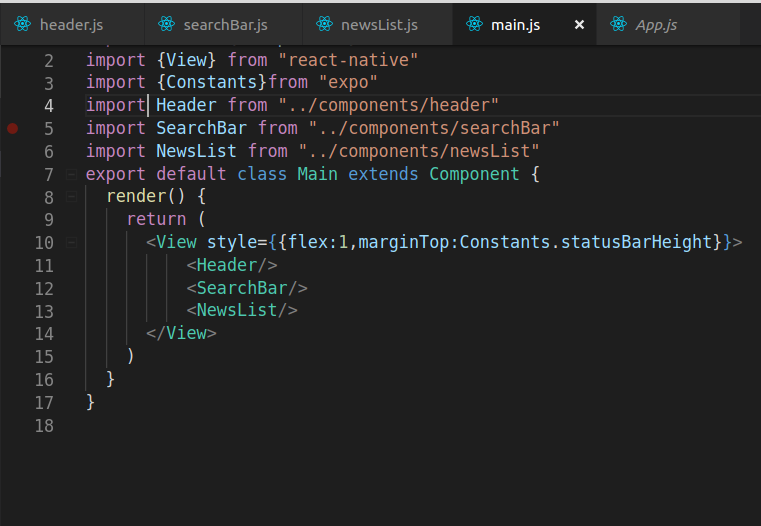 header.js searchBar.js newsList.js main.js × App.js
2 import {View} from "react-native"
3 import {Constants}from "expo"
4 import Header from "../components/header"
5 import SearchBar from "../components/searchBar"
6 import NewsList from "../components/newsList"
7 export default class Main extends Component {
8 render() {
9 return (
10 <View style={{flex:1,marginTop:Constants.statusBarHeight}}>
11 <Header/>
12 <SearchBar/>
13 <NewsList/>
14 </View>
15 )
16 }
17 }
18